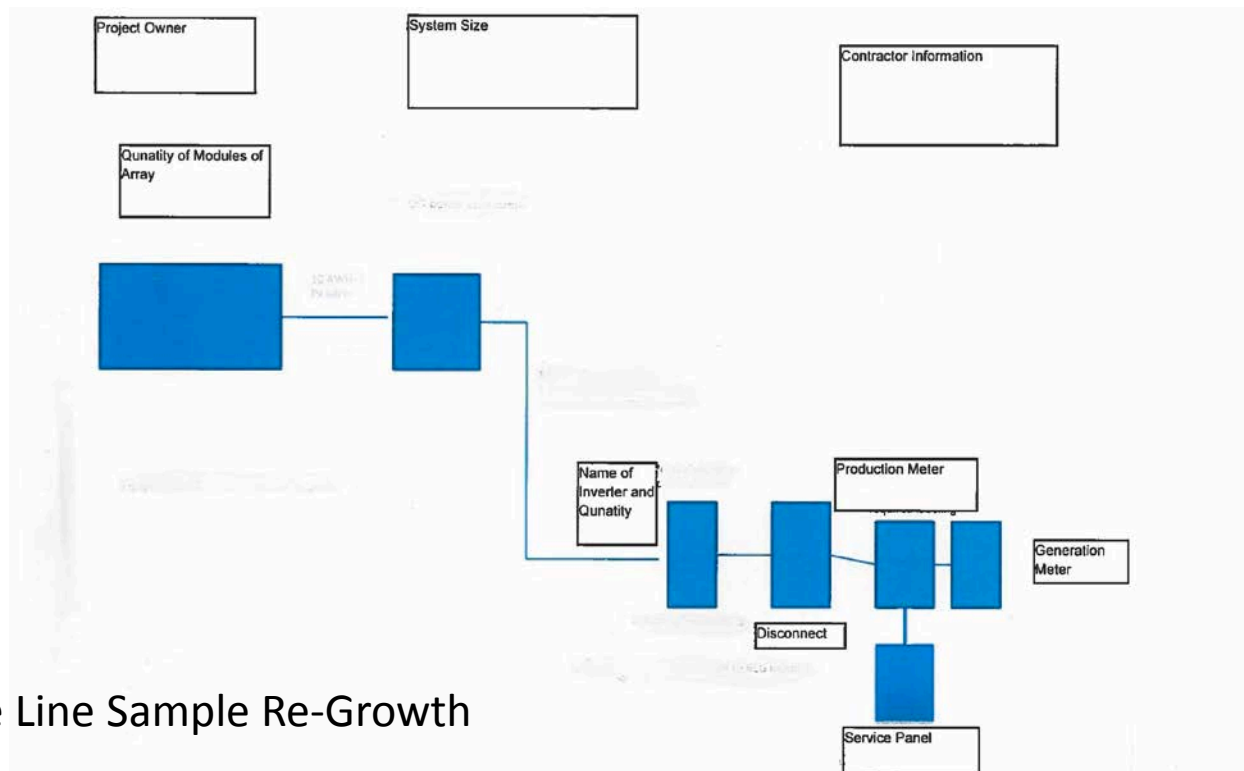 Project Owner
System Size
Contractor Information
Qunatity of Modules of
Array
Name of
Inverter and
Qunatity
Production Meter
Generation
Meter
Disconnect
Service Panel
Line Sample Re-Growth